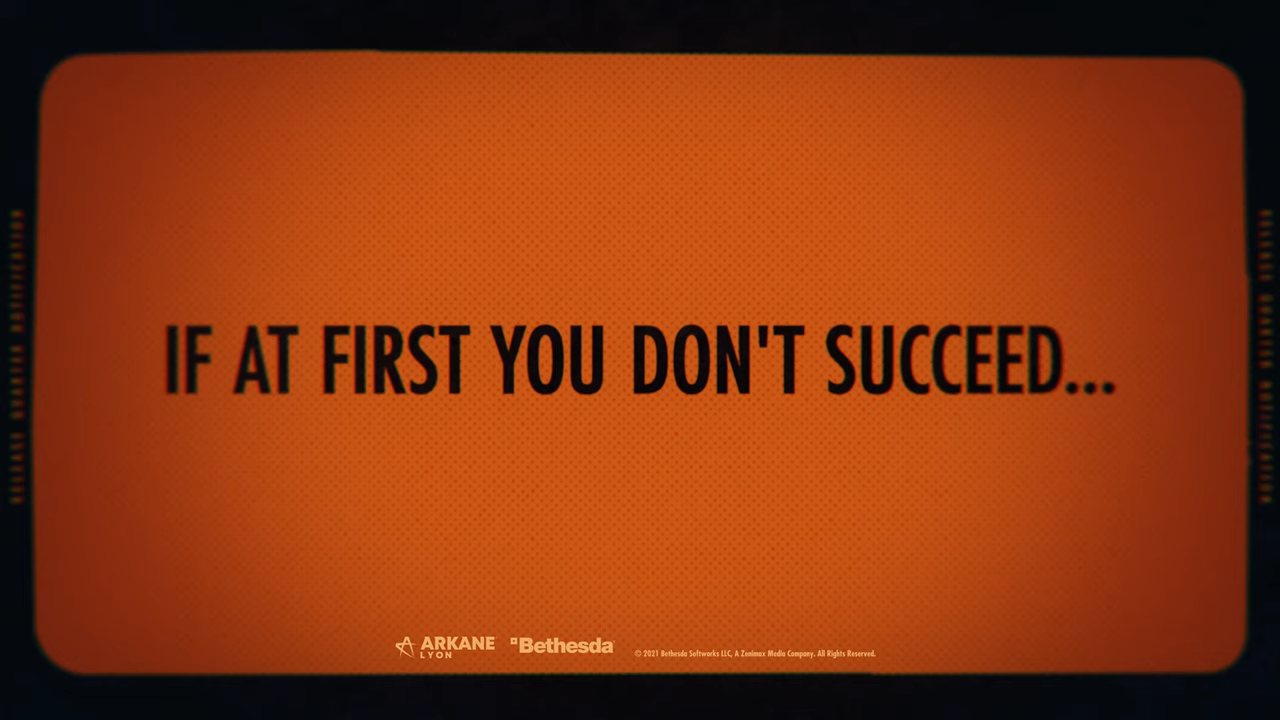 IF AT FIRST YOU DON'T SUCCEED...
ARKANE
LYON
Bethesda
© 2021 Bethesda Softworks LLC, A Zenimax Media Company. All Rights Reserved.